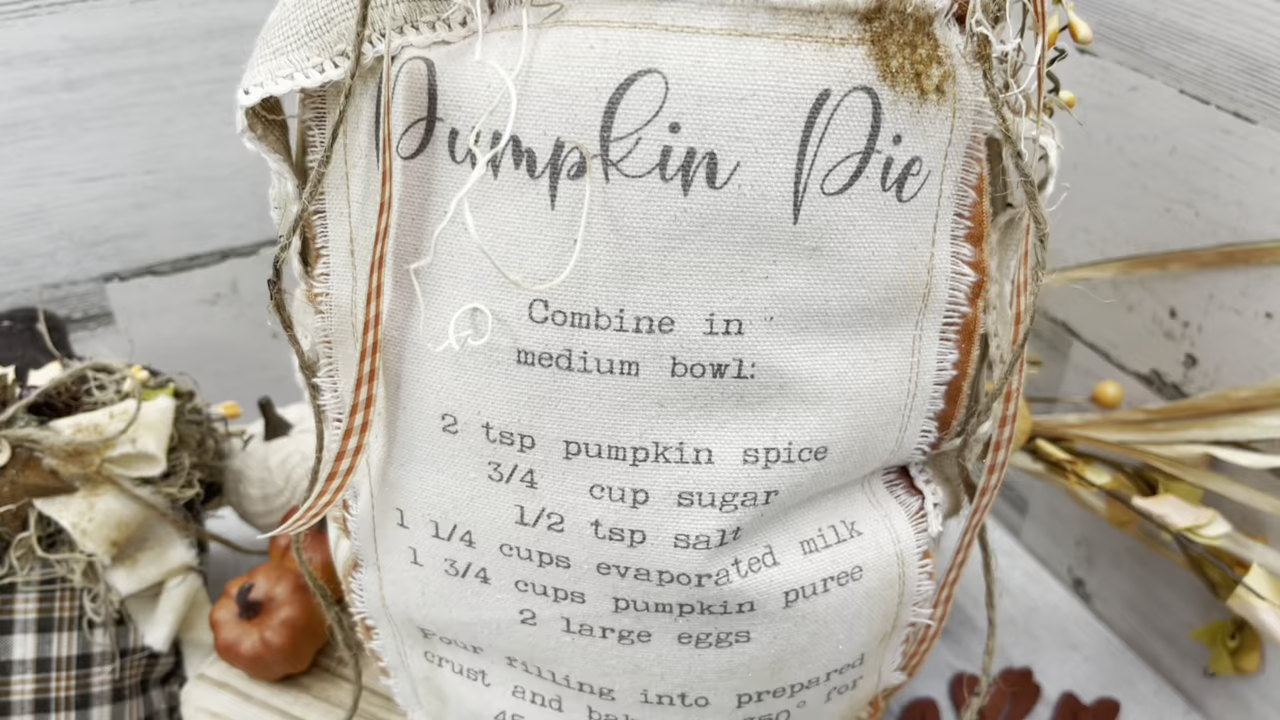 Pumpkin Pie
Combine in
medium bowl:
2 tsp pumpkin spice
3/4 cup sugar
1/2 tsp salt
1 1/4 cups evaporated milk
1 3/4 cups pumpkin puree
2 large eggs
Pour filling into prepared
crust and 350° for